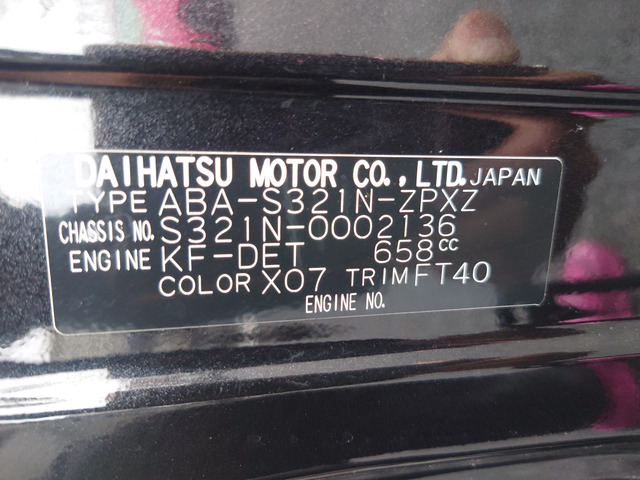 DAIHATSU MOTOR CO., LTD. JAPAN
TYPE ABA-S321N-ZPXZ
CHASSIS NO. S321N-0002136
ENGINE KF-DET 658CC
COLOR X07 TRIM FT40
ENGINE NO.